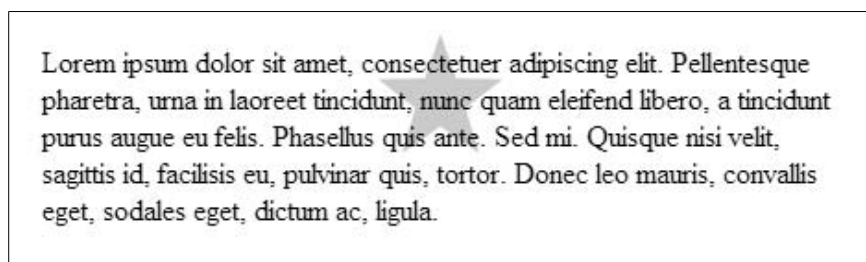 Lorem ipsum dolor sit amet, consectetuer adipiscing elit. Pellentesque
pharetra, urna in laoreet tincidunt, nunc quam eleifend libero, a tincidunt
purus augue eu felis. Phasellus quis ante. Sed mi. Quisque nisi velit,
sagittis id, facilisis eu, pulvinar quis, tortor. Donec leo mauris, convallis
eget, sodales eget, dictum ac, ligula.